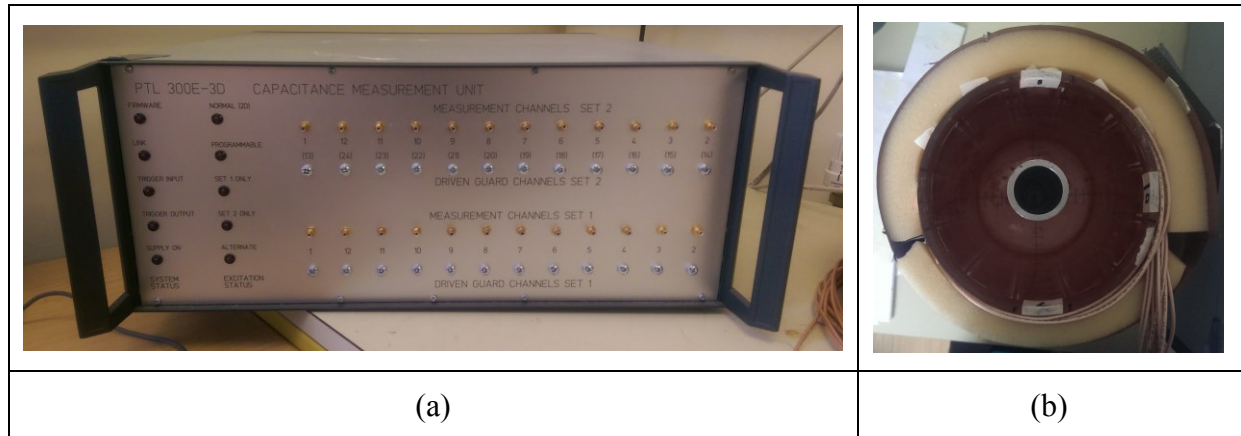 PTL 300E-3D CAPACITANCE MEASUREMENT UNIT
FIRMWARE NORMAL (2D)
MEASUREMENT CHANNELS SET 2
1 12 11 10 9 8 7 6 5 4 3 2
LINK PROGRAMMABLE
(13) (24) (23) (22) (21) (20) (19) (18) (17) (16) (15) (14)
TRIGGER INPUT SET 1 ONLY
DRIVEN GUARD CHANNELS SET 2
TRIGGER OUTPUT SET 2 ONLY
MEASUREMENT CHANNELS SET 1
1 12 11 10 9 8 7 6 5 4 3 2
SUPPLY ON ALTERNATE
SYSTEM STATUS
EXCITATION STATUS
DRIVEN GUARD CHANNELS SET 1
(a)
(b)